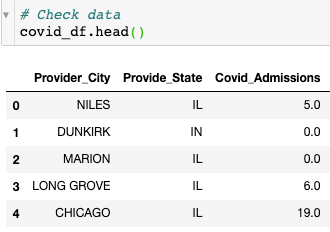 # Check data
covid_df.head()
Provider_City Provide_State Covid_Admissions
0 NILES IL 5.0
1 DUNKIRK IN 0.0
2 MARION IL 0.0
3 LONG GROVE IL 6.0
4 CHICAGO IL 19.0